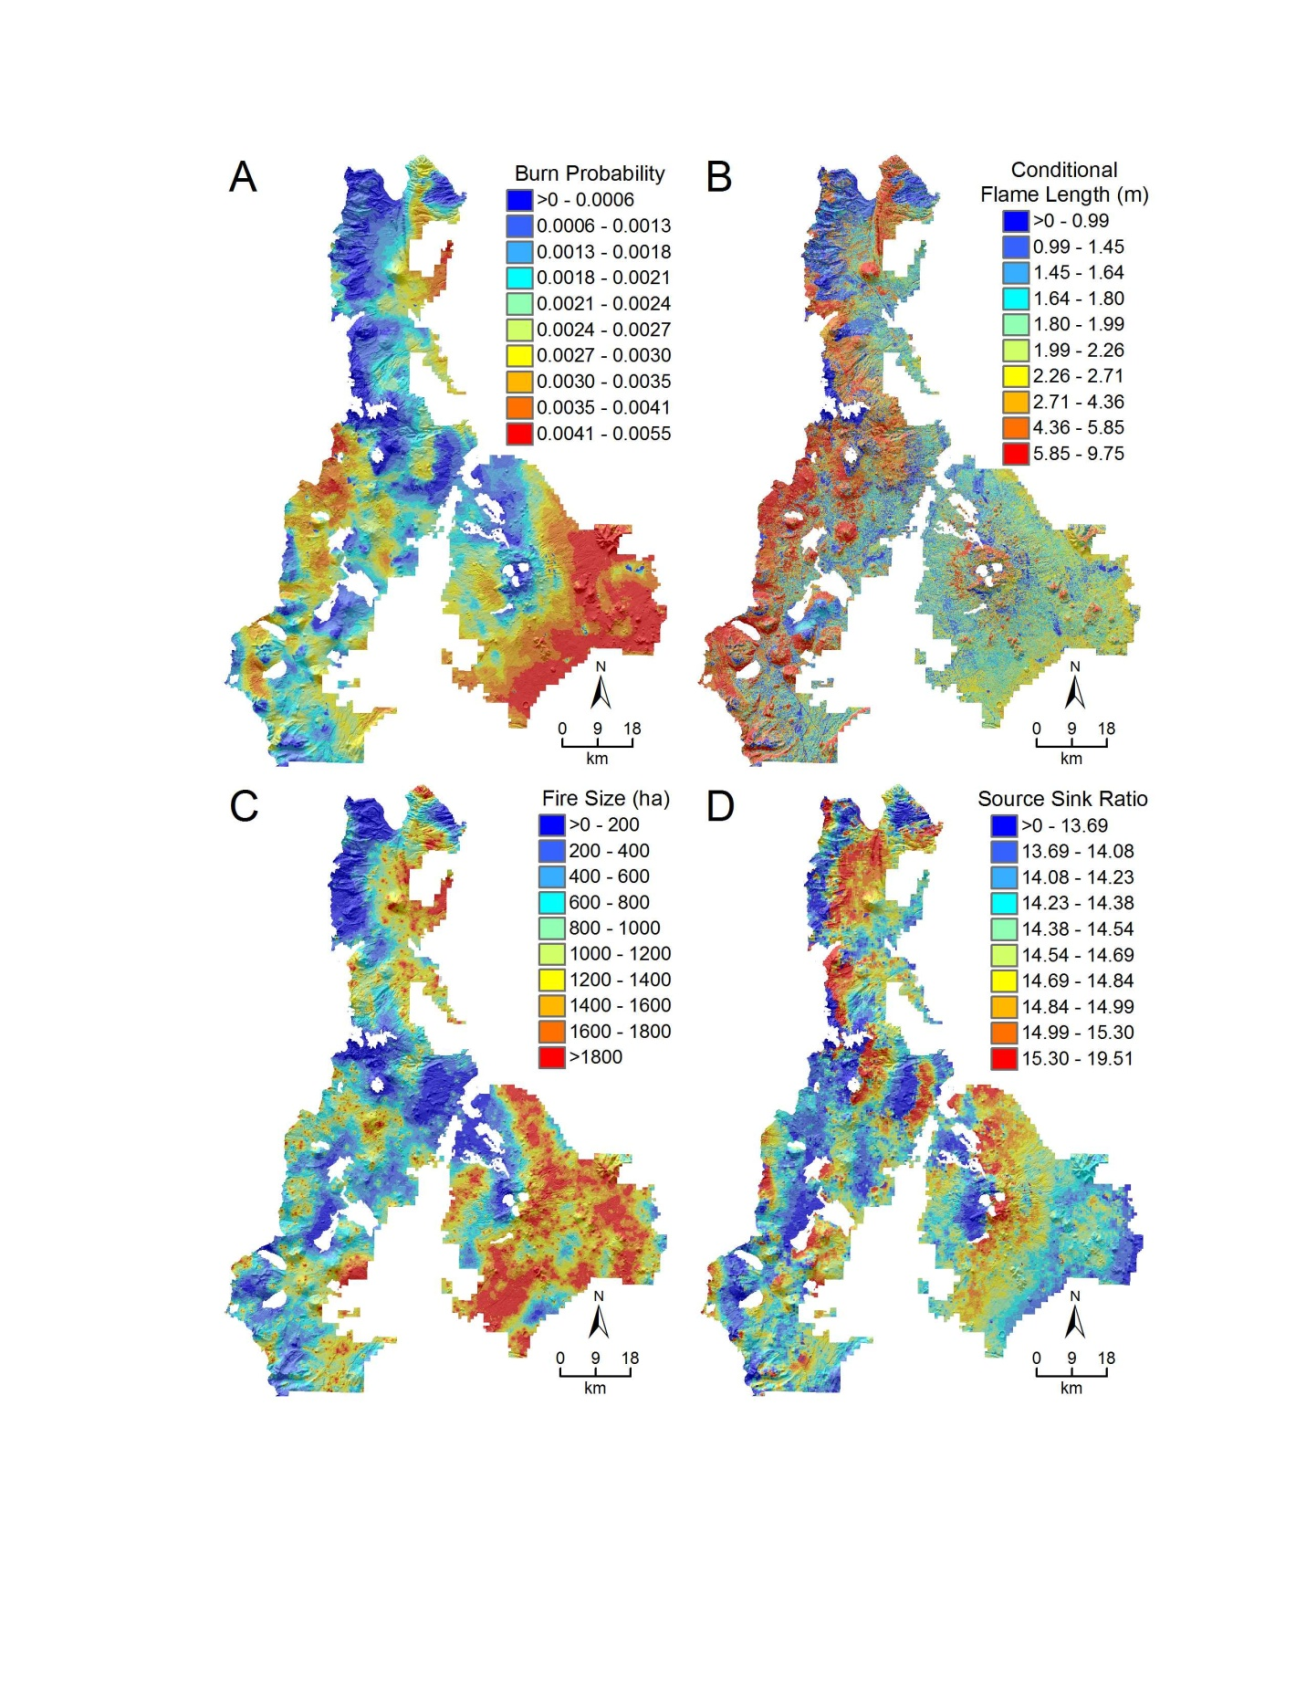 A
Burn Probability
>0 - 0.0006
0.0006 - 0.0013
0.0013 - 0.0018
0.0018 - 0.0021
0.0021 - 0.0024
0.0024 - 0.0027
0.0027 - 0.0030
0.0030 - 0.0035
0.0035 - 0.0041
0.0041 - 0.0055
N
0 9 18
km
B
Conditional
Flame Length (m)
>0 - 0.99
0.99 - 1.45
1.45 - 1.64
1.64 - 1.80
1.80 - 1.99
1.99 - 2.26
2.26 - 2.71
2.71 - 4.36
4.36 - 5.85
5.85 - 9.75
N
0 9 18
km
C
Fire Size (ha)
>0 - 200
200 - 400
400 - 600
600 - 800
800 - 1000
1000 - 1200
1200 - 1400
1400 - 1600
1600 - 1800
>1800
N
0 9 18
km
D
Source Sink Ratio
>0 - 13.69
13.69 - 14.08
14.08 - 14.23
14.23 - 14.38
14.38 - 14.54
14.54 - 14.69
14.69 - 14.84
14.84 - 14.99
14.99 - 15.30
15.30 - 19.51
N
0 9 18
km